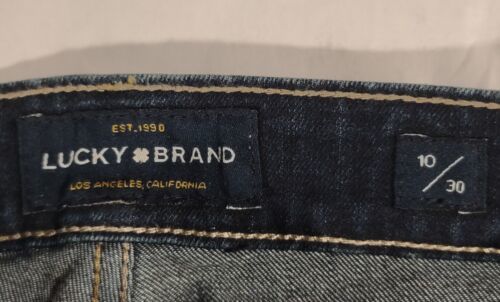 EST. 1990
LUCKY BRAND
LOS ANGELES, CALIFORNIA
10/30